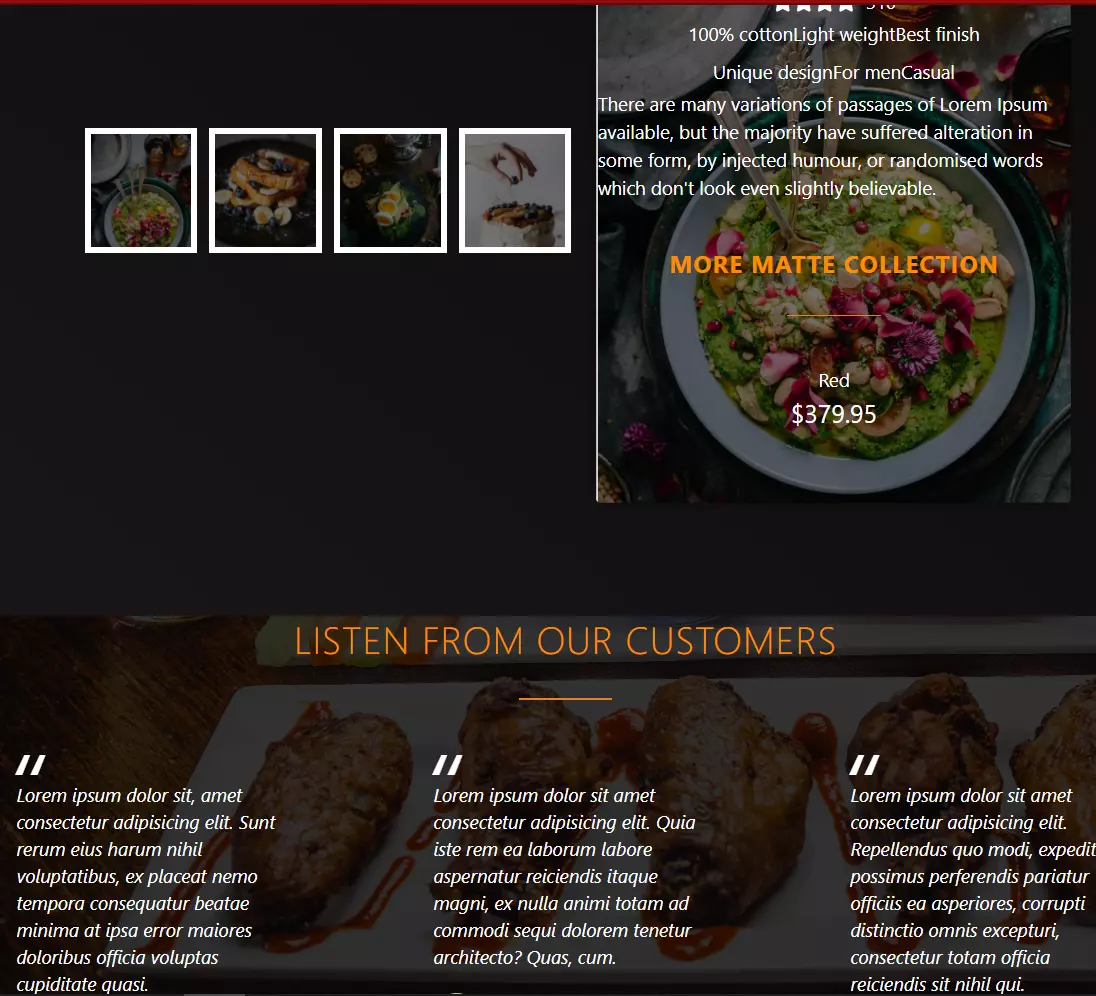 100% cottonLight weightBest finish
Unique designFor menCasual
There are many variations of passages of Lorem Ipsum
available, but the majority have suffered alteration in
some form, by injected humour, or randomised words
which don't look even slightly believable.
MORE MATTE COLLECTION
Red
$379.95
LISTEN FROM OUR CUSTOMERS
Lorem ipsum dolor sit, amet
consectetur adipisicing elit. Sunt
rerum eius harum nihil
voluptatibus, ex placeat nemo
tempora consequatur beatae
minima at ipsa error maiores
doloribus officia voluptas
cupiditate quasi.
Lorem ipsum dolor sit amet
consectetur adipisicing elit. Quia
iste rem ea laborum labore
aspernatur reiciendis itaque
magni, ex nulla animi totam ad
commodi sequi dolorem tenetur
architecto? Quas, cum.
Lorem ipsum dolor sit amet
consectetur adipisicing elit.
Repellendus quo modi, expedit
possimus perferendis pariatur
officiis ea asperiores, corrupti
distinctio omnis excepturi,
consectetur totam officia
reiciendis sit nihil qui.